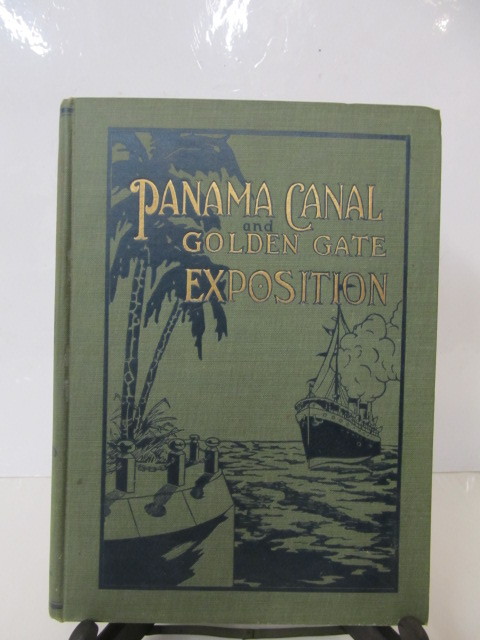 PANAMA CANAL
and
GOLDEN GATE
EXPOSITION